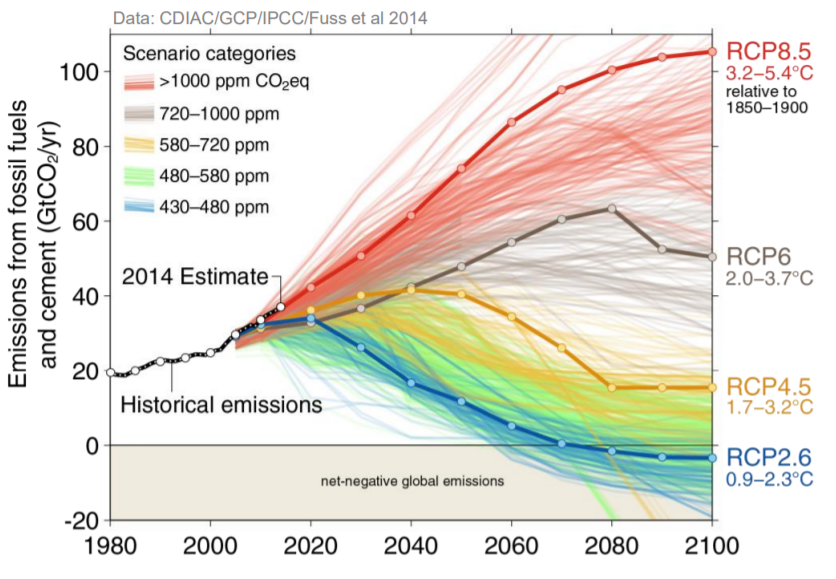 Data: CDIAC/GCP/IPCC/Fuss et al 2014
Emissions from fossil fuels
and cement (GtCO₂/yr)
100
80
60
40
20
0
-20
Scenario categories
>1000 ppm CO₂eq
720–1000 ppm
580–720 ppm
480–580 ppm
430–480 ppm
2014 Estimate
Historical emissions
net-negative global emissions
1980
2000
2020
2040
2060
2080
2100
RCP8.5
3.2–5.4°C
relative to
1850–1900
RCP6
2.0–3.7°C
RCP4.5
1.7–3.2°C
RCP2.6
0.9–2.3°C